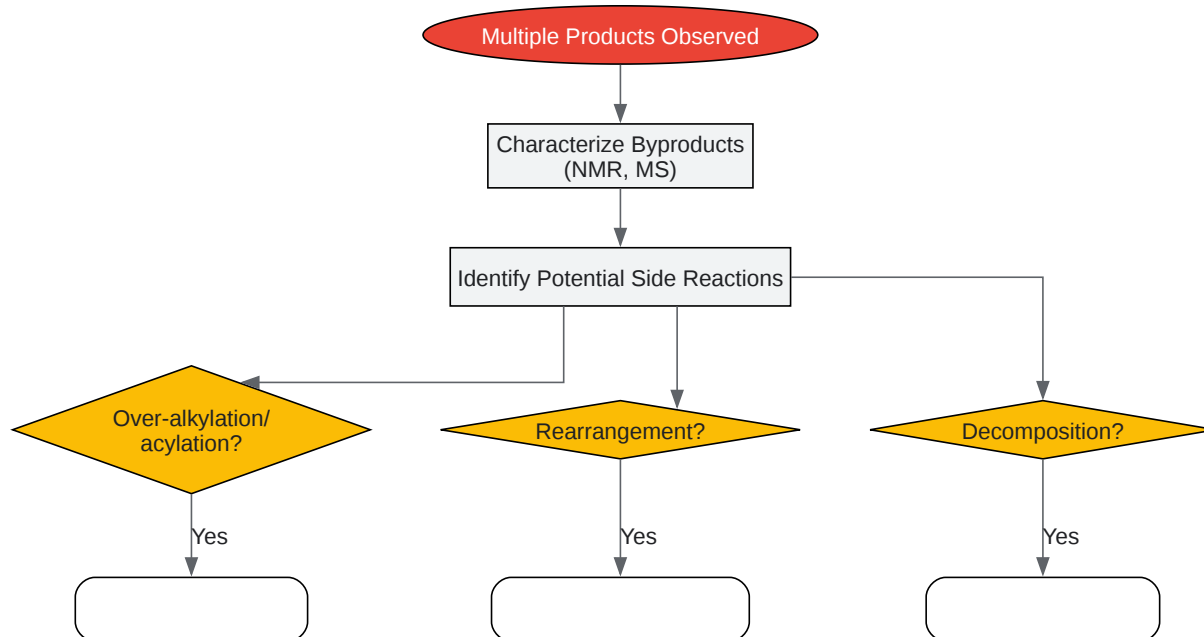 Multiple Products Observed
Characterize Byproducts
(NMR, MS)
Identify Potential Side Reactions
Over-alkylation/
acylation?
Rearrangement?
Decomposition?
Yes
Yes
Yes